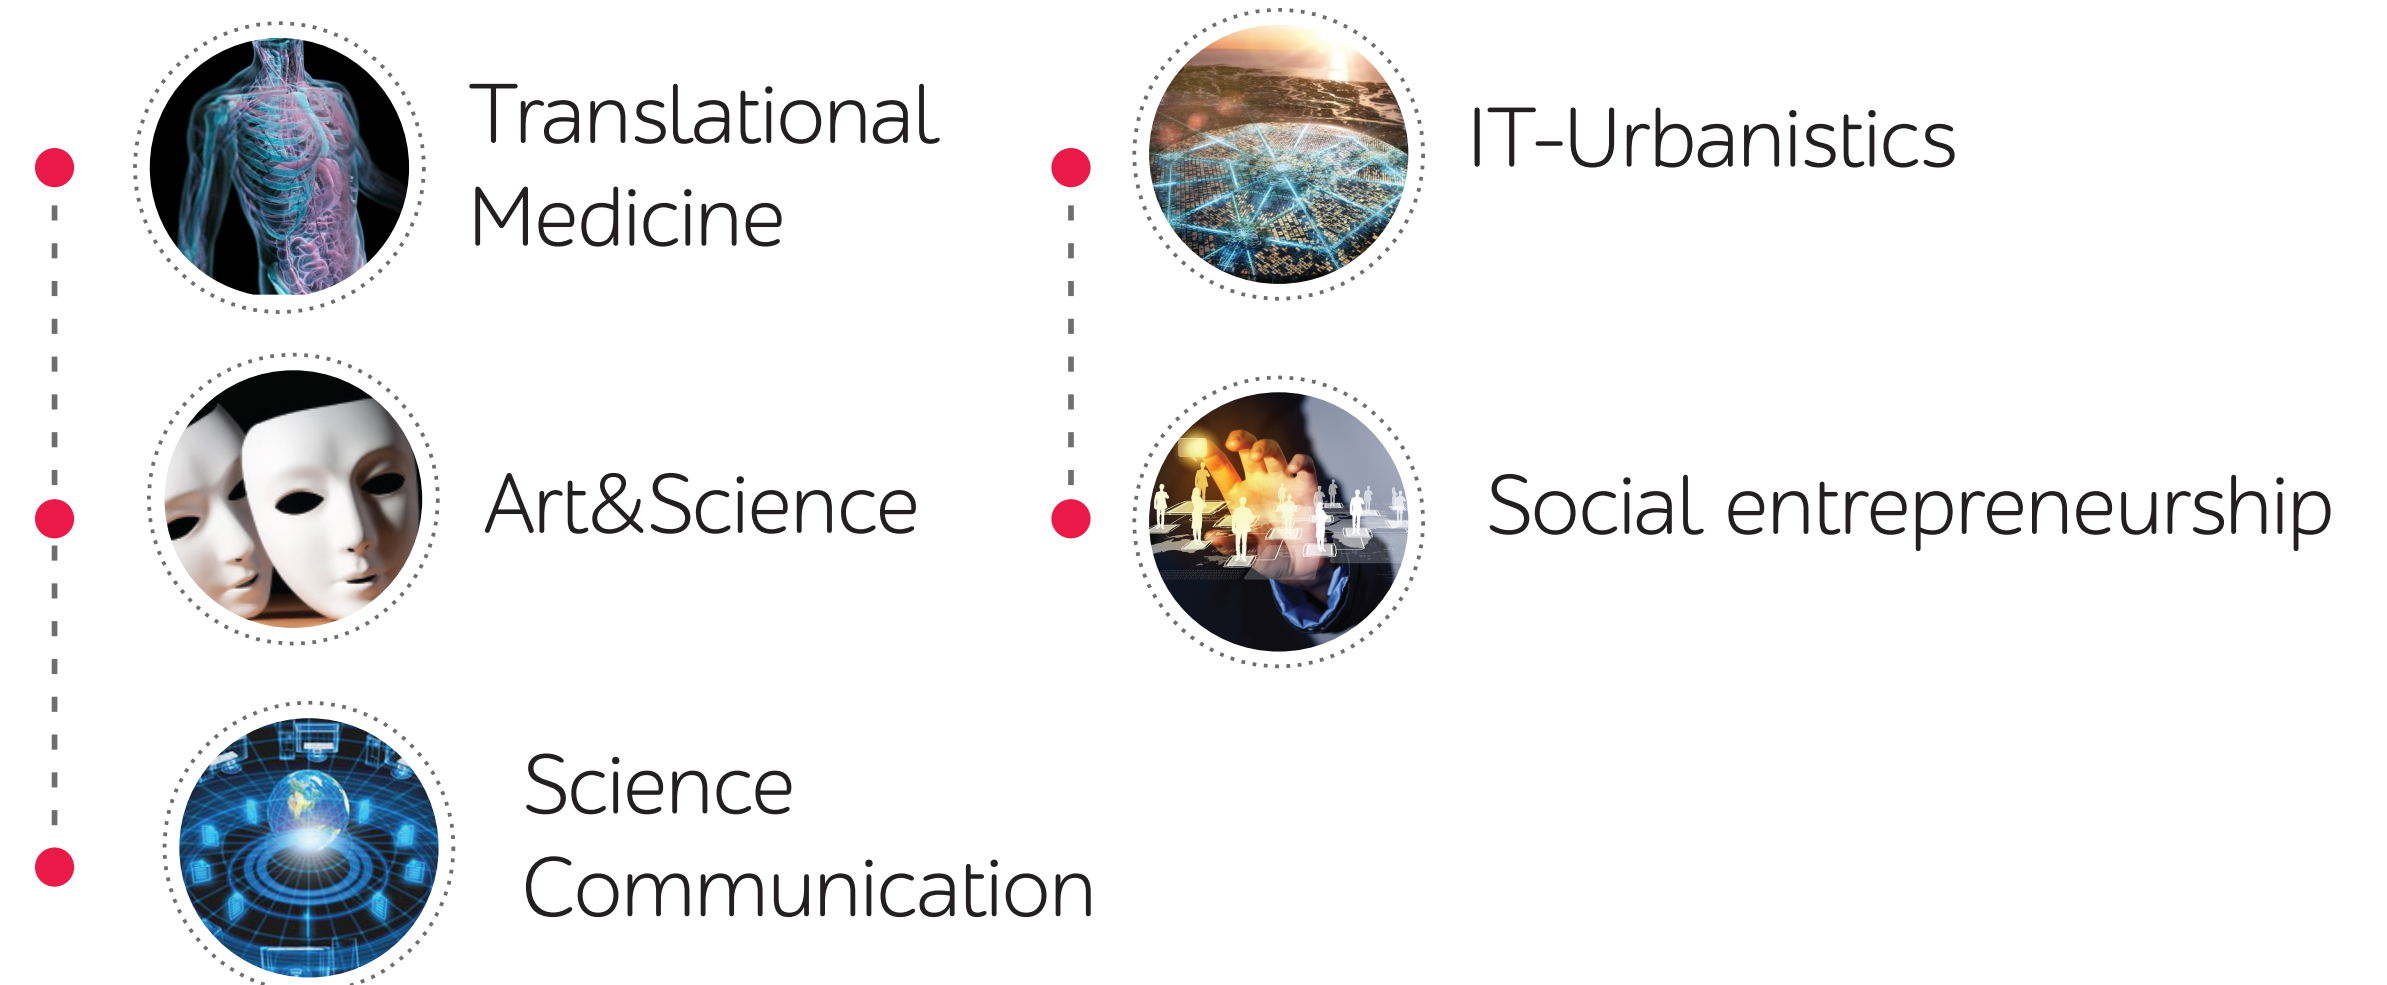 Translational
Medicine
Art&Science
Science
Communication
IT-Urbanistics
Social entrepreneurship